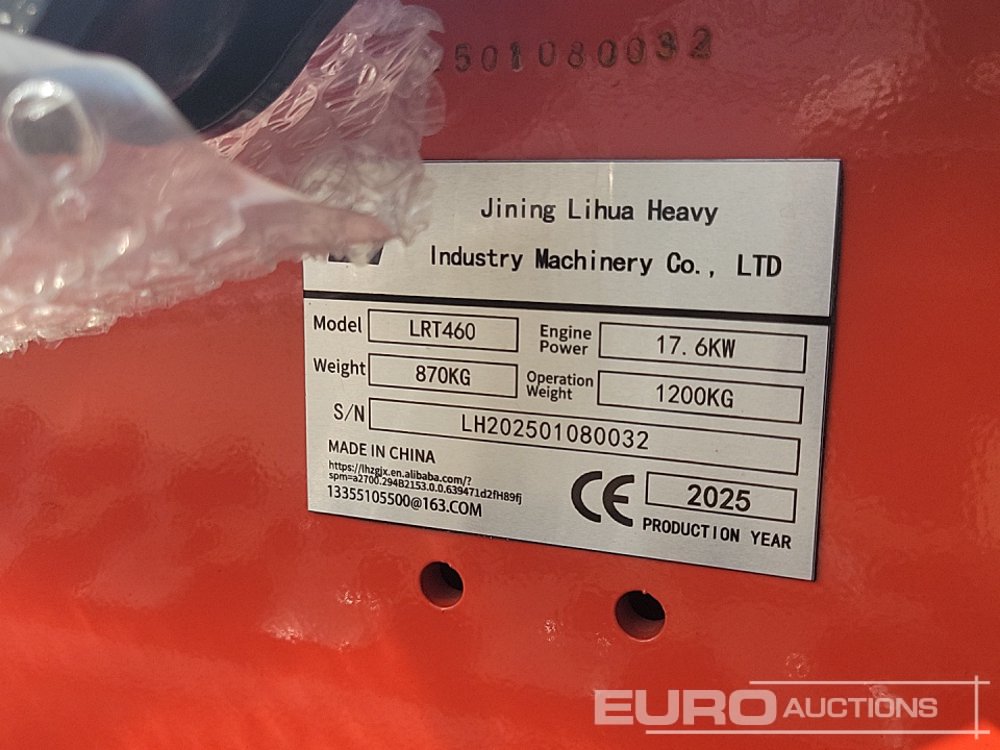 2501080032
Jining Lihua Heavy
Industry Machinery Co., LTD
Model LRT460 Engine Power 17.6KW
Weight 870KG Operation Weight 1200KG
S/N LH202501080032
MADE IN CHINA
https://lhzgjx.en.alibaba.com/?
spm=a2700.294B2153.0.0.639471d2fH89fj
13355105500@163.COM
CE 2025
PRODUCTION YEAR
EURO AUCTIONS